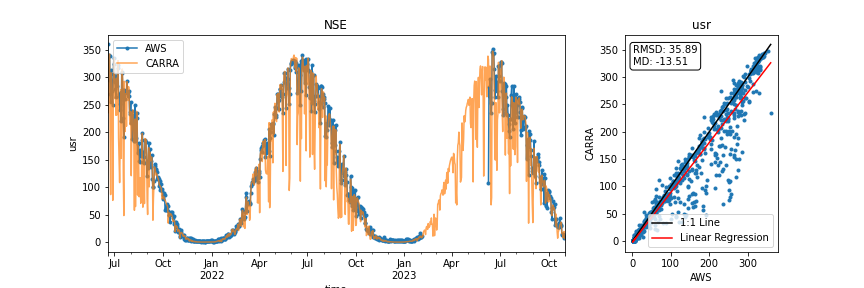 NSE
usr
AWS
CARRA
350
300
250
200
150
100
50
0
Jul
Oct
Jan
2022
Apr
Jul
Oct
Jan
2023
Apr
Jul
Oct
time
usr
RMSD: 35.89
MD: -13.51
CARRA
350
300
250
200
150
100
50
0
1:1 Line
Linear Regression
0
100
200
300
AWS